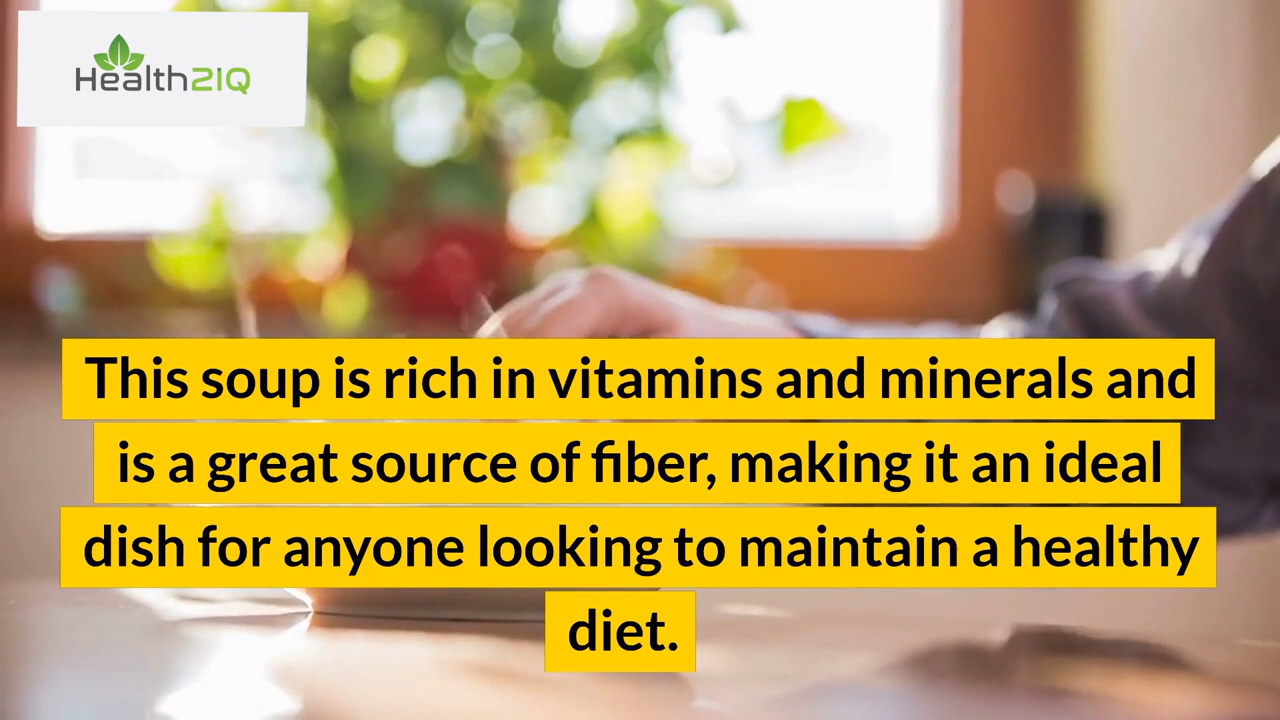 Health2IQ
This soup is rich in vitamins and minerals and
is a great source of fiber, making it an ideal
dish for anyone looking to maintain a healthy
diet.